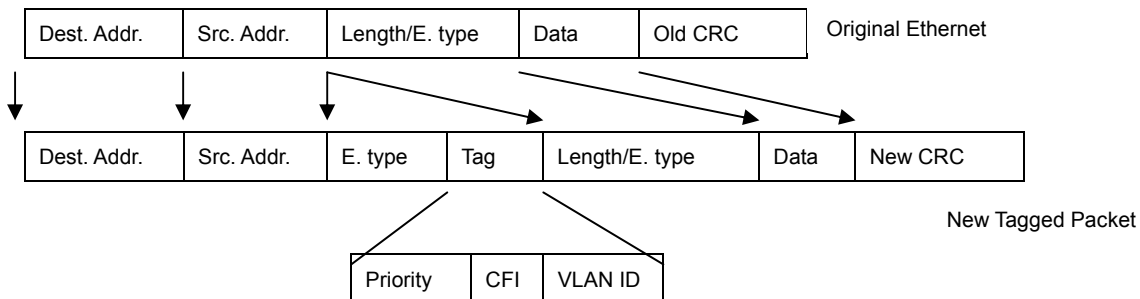 Dest. Addr. Src. Addr. Length/E. type Data Old CRC Original Ethernet
Dest. Addr. Src. Addr. E. type Tag Length/E. type Data New CRC
New Tagged Packet
Priority CFI VLAN ID